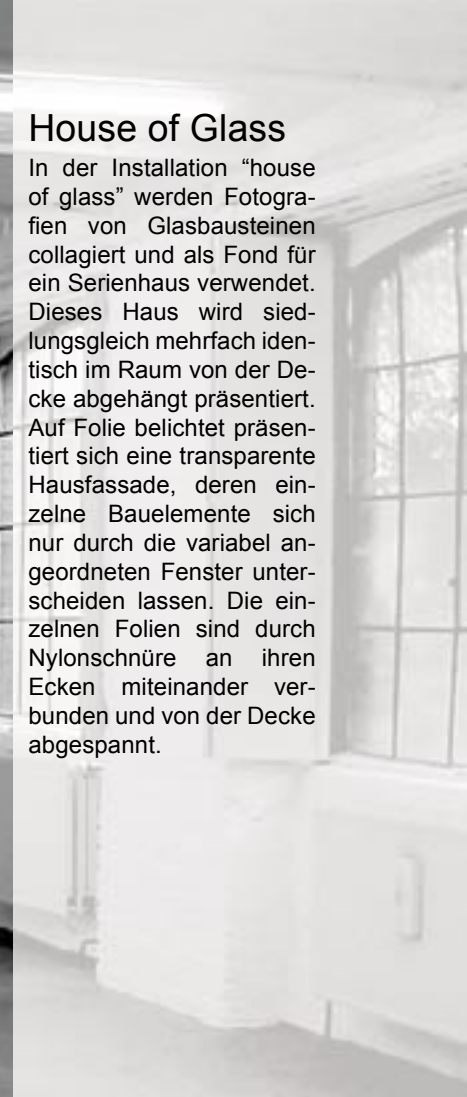 House of Glass
In der Installation “house
of glass” werden Fotogra-
fien von Glasbausteinen
collagiert und als Fond für
ein Serienhaus verwendet.
Dieses Haus wird sied-
lungsgleich mehrfach iden-
tisch im Raum von der De-
cke abgehängt präsentiert.
Auf Folie belichtet präsen-
tiert sich eine transparente
Hausfassade, deren ein-
zelne Bauelemente sich
nur durch die variabel an-
geordneten Fenster unter-
scheiden lassen. Die ein-
zelnen Folien sind durch
Nylonschnüre an ihren
Ecken miteinander ver-
bunden und von der Decke
abgespannt.